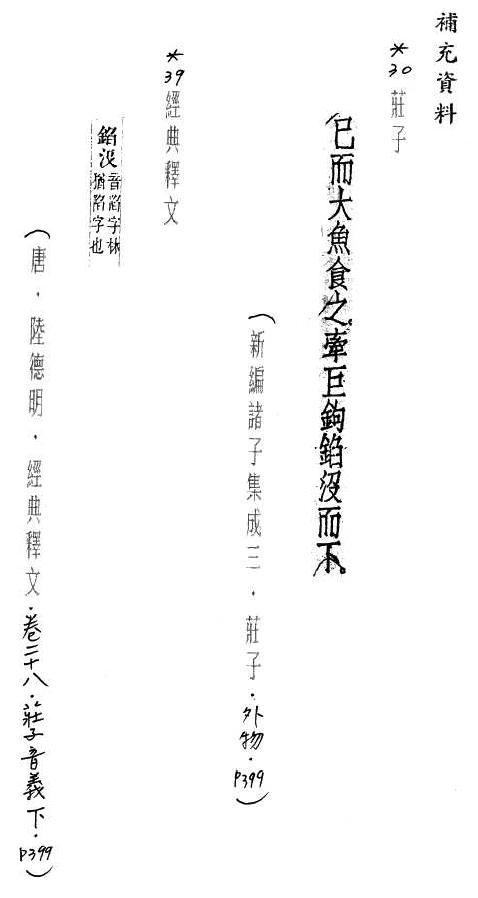 補充資料
*30 莊子
已而大魚食之。牽巨鉤錎沒而下。
(新編諸子集成三.莊子.外物.P399)
*39 經典釋文
錎沒音陷字林猶陷字也
(唐.陸德明.經典釋文.卷二十八.莊子音義下.P399)